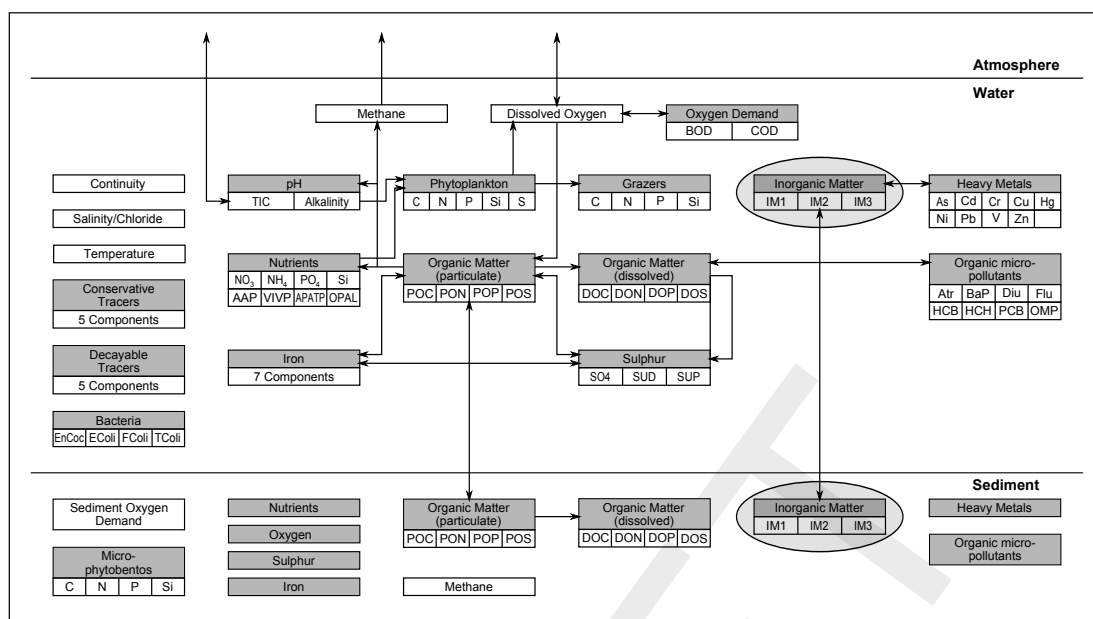 Atmosphere
Water
Methane
Dissolved Oxygen
Oxygen Demand
BOD COD
Continuity
Salinity/Chloride
Temperature
Conservative
Tracers
5 Components
Decayable
Tracers
5 Components
Bacteria
EnCoc EColi FColi TColi
pH
TIC Alkalinity
Phytoplankton
C N P Si S
Grazers
C N P Si
Inorganic Matter
IM1 IM2 IM3
Heavy Metals
As Cd Cr Cu Hg
Ni Pb V Zn
Nutrients
NO3 NH4 PO4 Si
AAP VIVP APATP OPAL
Organic Matter
(particulate)
POC PON POP POS
Organic Matter
(dissolved)
DOC DON DOP DOS
Organic micro-
pollutants
Atr BaP Diu Flu
HCB HCH PCB OMP
Iron
7 Components
Sulphur
SO4 SUD SUP
Sediment
Sediment Oxygen
Demand
Micro-
phytobentos
C N P Si
Nutrients
Oxygen
Sulphur
Iron
Organic Matter
(particulate)
POC PON POP POS
Methane
Organic Matter
(dissolved)
DOC DON DOP DOS
Inorganic Matter
IM1 IM2 IM3
Heavy Metals
Organic micro-
pollutants